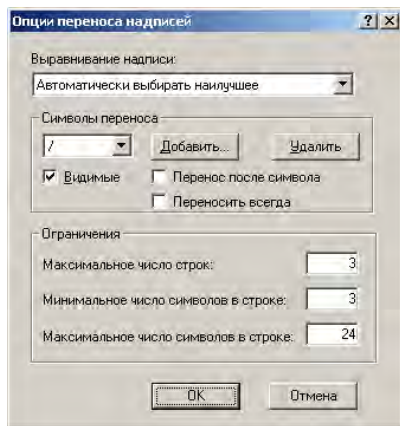 Опции переноса надписей
Выравнивание надписи:
Автоматически выбирать наилучшее
Символы переноса
/ Добавить... Удалить
Видимые Перенос после символа
Переносить всегда
Ограничения
Максимальное число строк: 3
Минимальное число символов в строке: 3
Максимальное число символов в строке: 24
OK Отмена